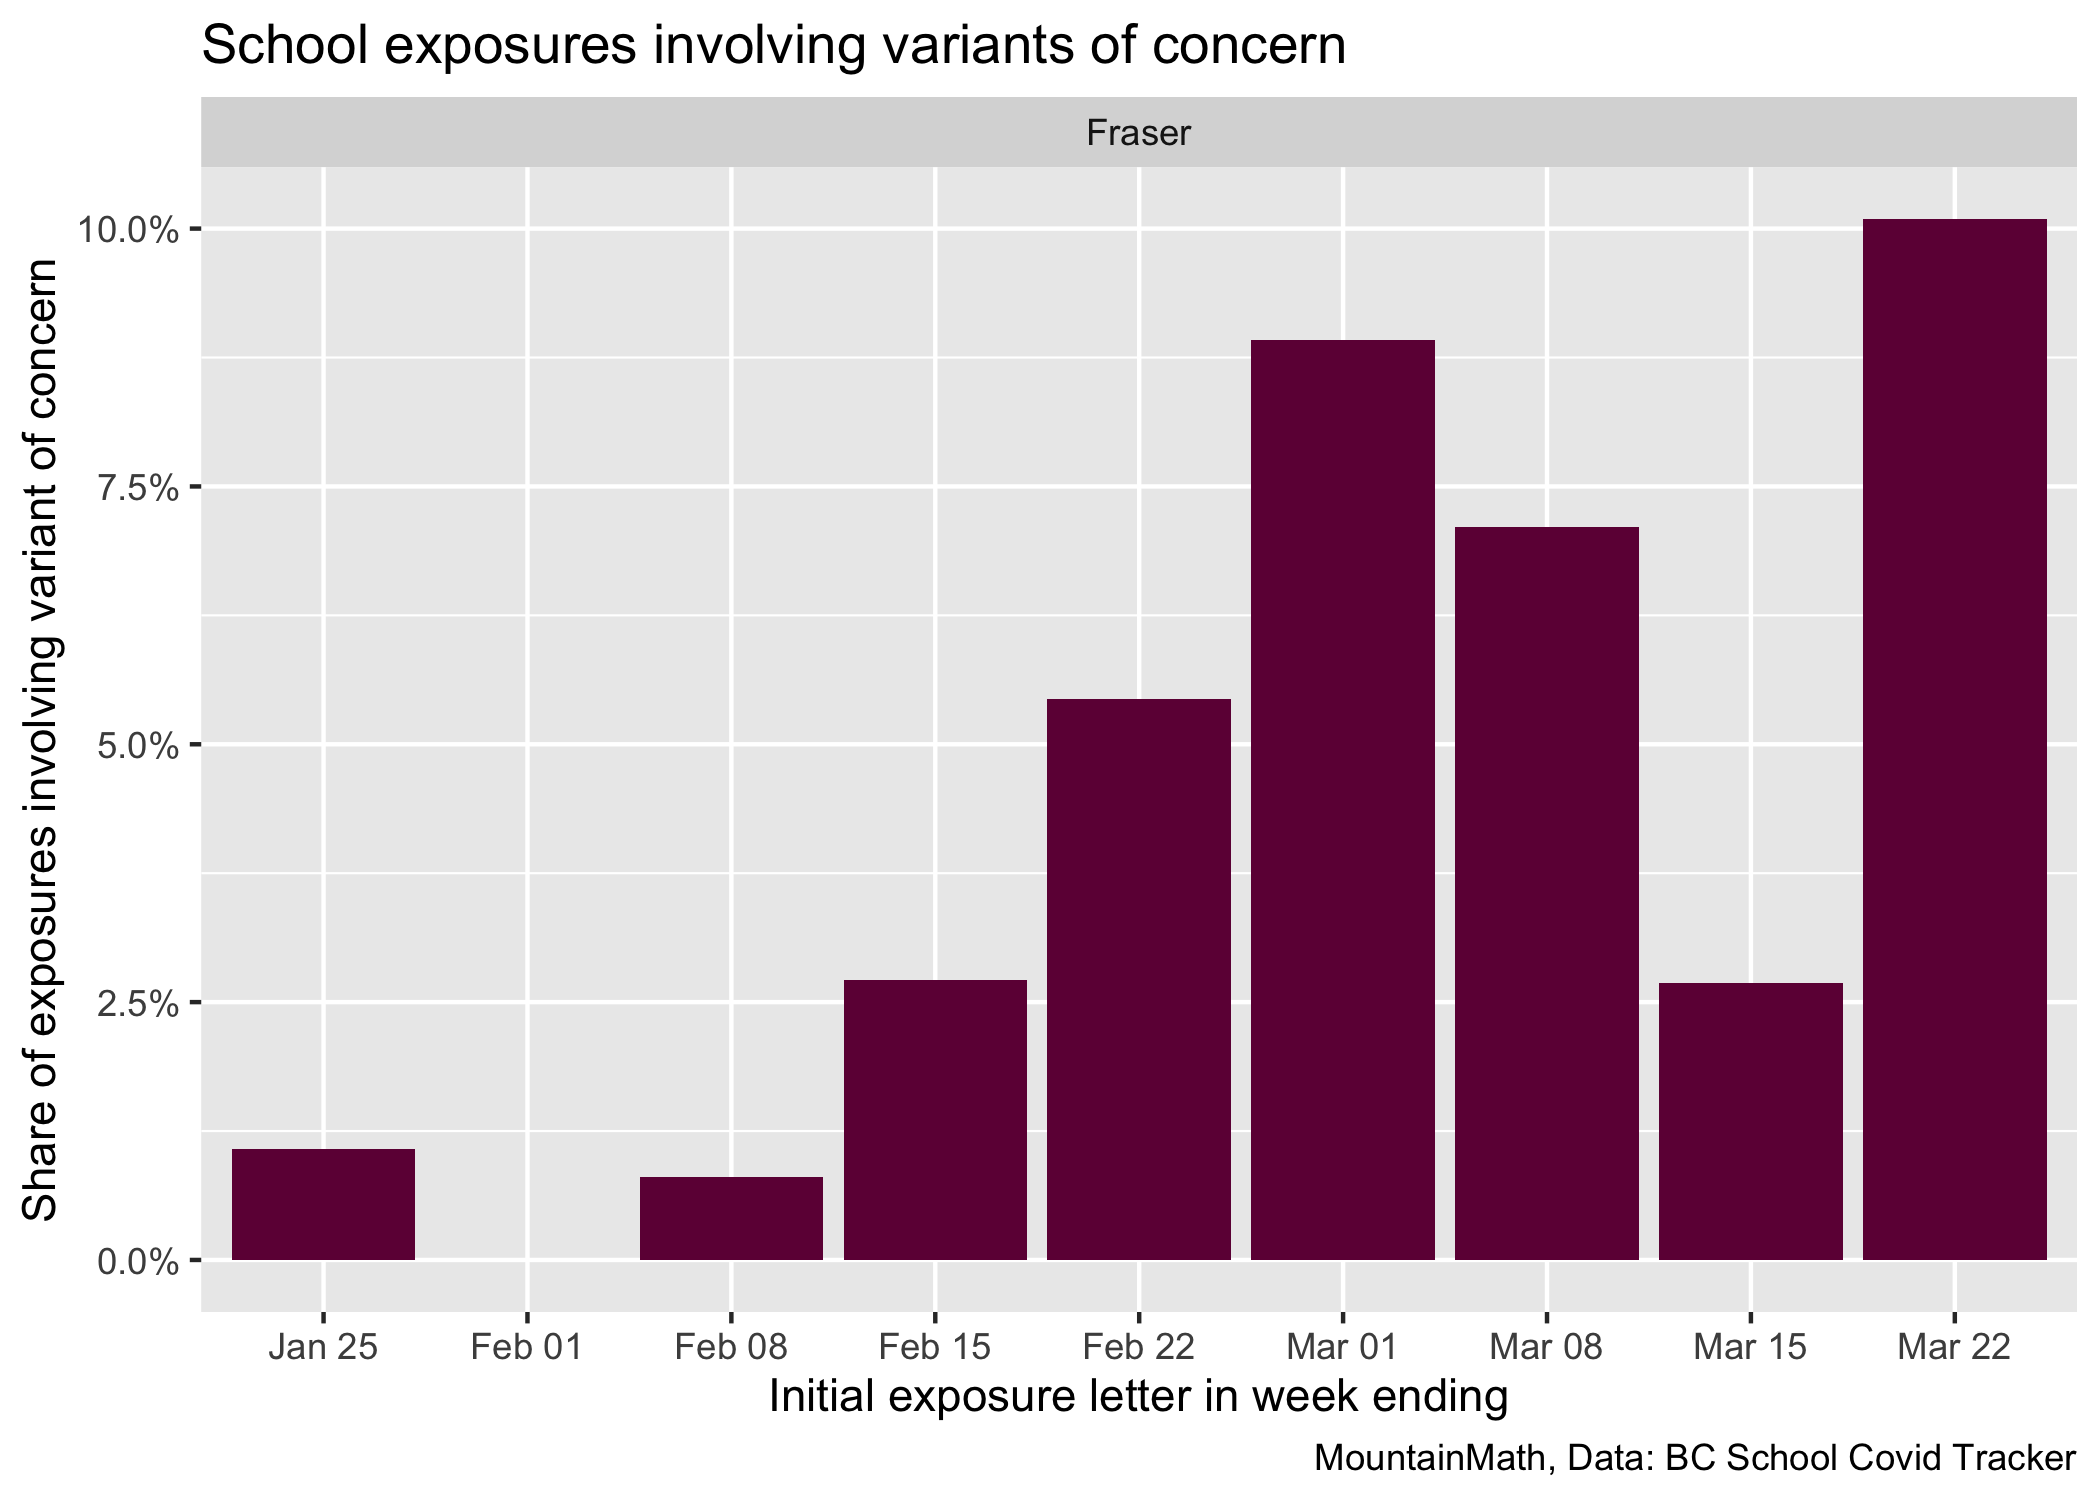 School exposures involving variants of concern
Fraser
Share of exposures involving variant of concern
10.0%
7.5%
5.0%
2.5%
0.0%
Jan 25 Feb 01 Feb 08 Feb 15 Feb 22 Mar 01 Mar 08 Mar 15 Mar 22
Initial exposure letter in week ending
MountainMath, Data: BC School Covid Tracker